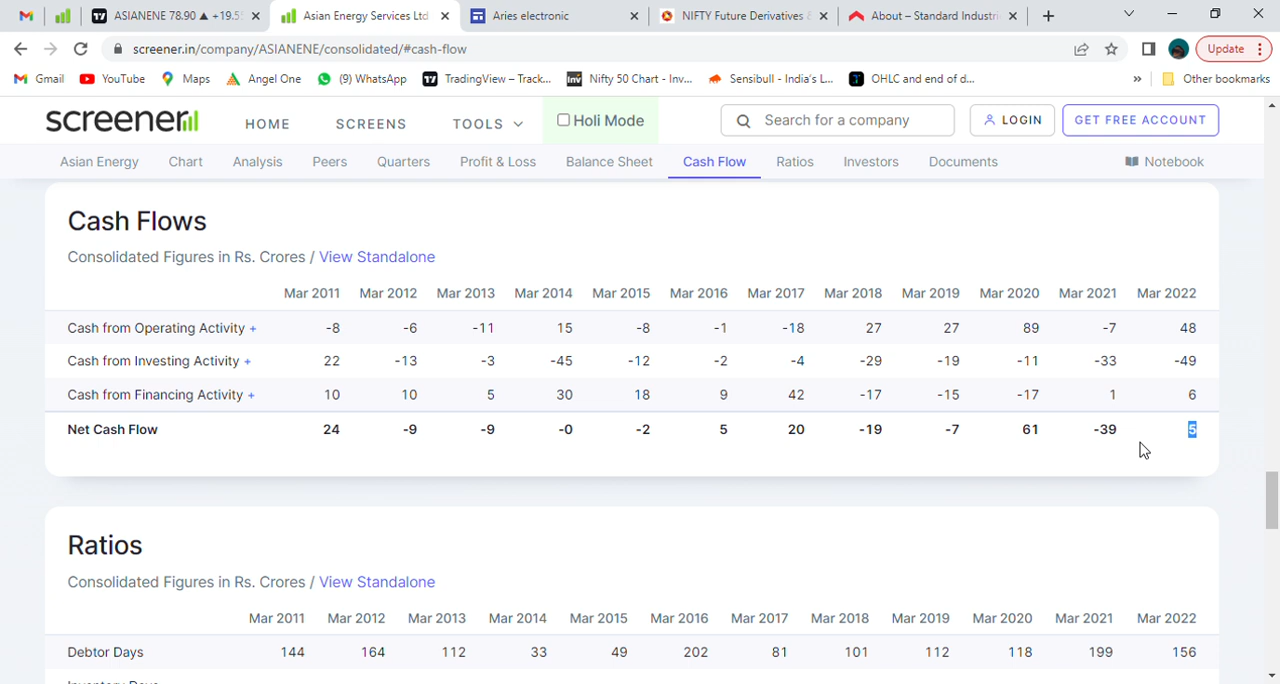 ASIANENE 78.90 ▲ +19.5 Asian Energy Services Ltd Aries electronic NIFTY Future Derivatives & About – Standard Industri
screener.in/company/ASIANENE/consolidated/#cash-flow Update
Gmail YouTube Maps Angel One (9) WhatsApp TradingView – Track... Nifty 50 Chart - Inv... Sensibull - India's L... OHLC and end of d... » Other bookmarks
screener HOME SCREENS TOOLS Holi Mode Search for a company LOGIN GET FREE ACCOUNT
Asian Energy Chart Analysis Peers Quarters Profit & Loss Balance Sheet Cash Flow Ratios Investors Documents Notebook
Cash Flows
Consolidated Figures in Rs. Crores / View Standalone
Mar 2011 Mar 2012 Mar 2013 Mar 2014 Mar 2015 Mar 2016 Mar 2017 Mar 2018 Mar 2019 Mar 2020 Mar 2021 Mar 2022
Cash from Operating Activity + -8 -6 -11 15 -8 -1 -18 27 27 89 -7 48
Cash from Investing Activity + 22 -13 -3 -45 -12 -2 -4 -29 -19 -11 -33 -49
Cash from Financing Activity + 10 10 5 30 18 9 42 -17 -15 -17 1 6
Net Cash Flow 24 -9 -9 -0 -2 5 20 -19 -7 61 -39 5
Ratios
Consolidated Figures in Rs. Crores / View Standalone
Mar 2011 Mar 2012 Mar 2013 Mar 2014 Mar 2015 Mar 2016 Mar 2017 Mar 2018 Mar 2019 Mar 2020 Mar 2021 Mar 2022
Debtor Days 144 164 112 33 49 202 81 101 112 118 199 156